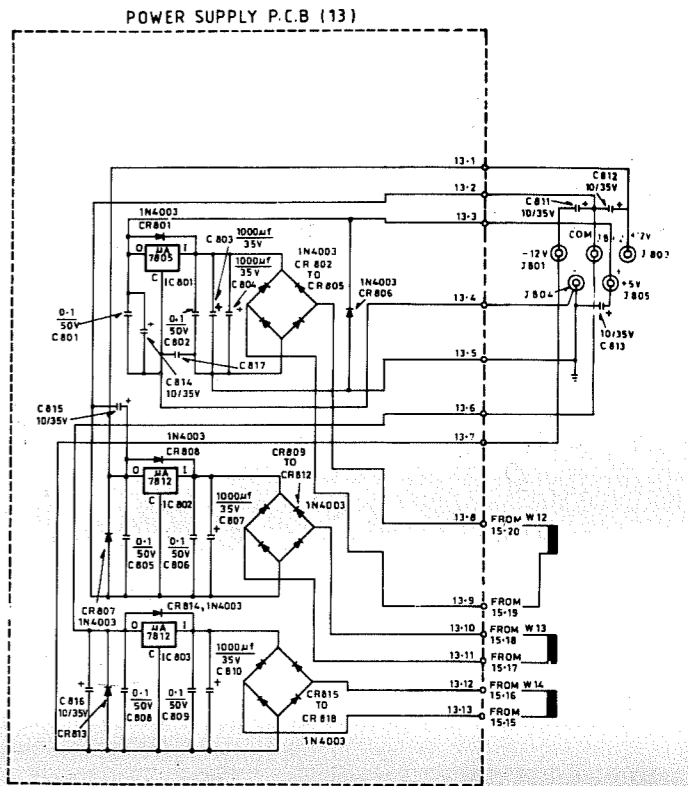 POWER SUPPLY P.C.B (13)
13-1
13-2
13-3
C811
10/35V
C812
10/35V
1N4003
CR801
O
µA
7805
I
C
IC801
C803
1000µf
35V
1000µf
35V
C804
1N4003
CR 802
TO
CR805
1N4003
CR806
COM
-12V
J801
J803
+5V
J805
J804
13-4
10/35V
C813
0·1
50V
C801
0·1
50V
C802
C814
10/35V
C817
13-5
C815
10/35V
13-6
13-7
1N4003
CR808
O
µA
7812
I
C
IC802
CR809
TO
CR812
1N4003
1000µf
35V
C807
0·1
50V
C805
0·1
50V
C806
13-8
FROM W12
15-20
CR807
1N4003
CR814, 1N4003
13-9
FROM
15-19
O
µA
7812
I
C
IC803
13-10
FROM W13
15-18
1000µf
35V
C810
13-11
FROM
15-17
C816
10/35V
CR813
0·1
50V
C808
0·1
50V
C809
CR815
TO
CR 818
1N4003
13-12
FROM W14
15-16
13-13
FROM
15-15